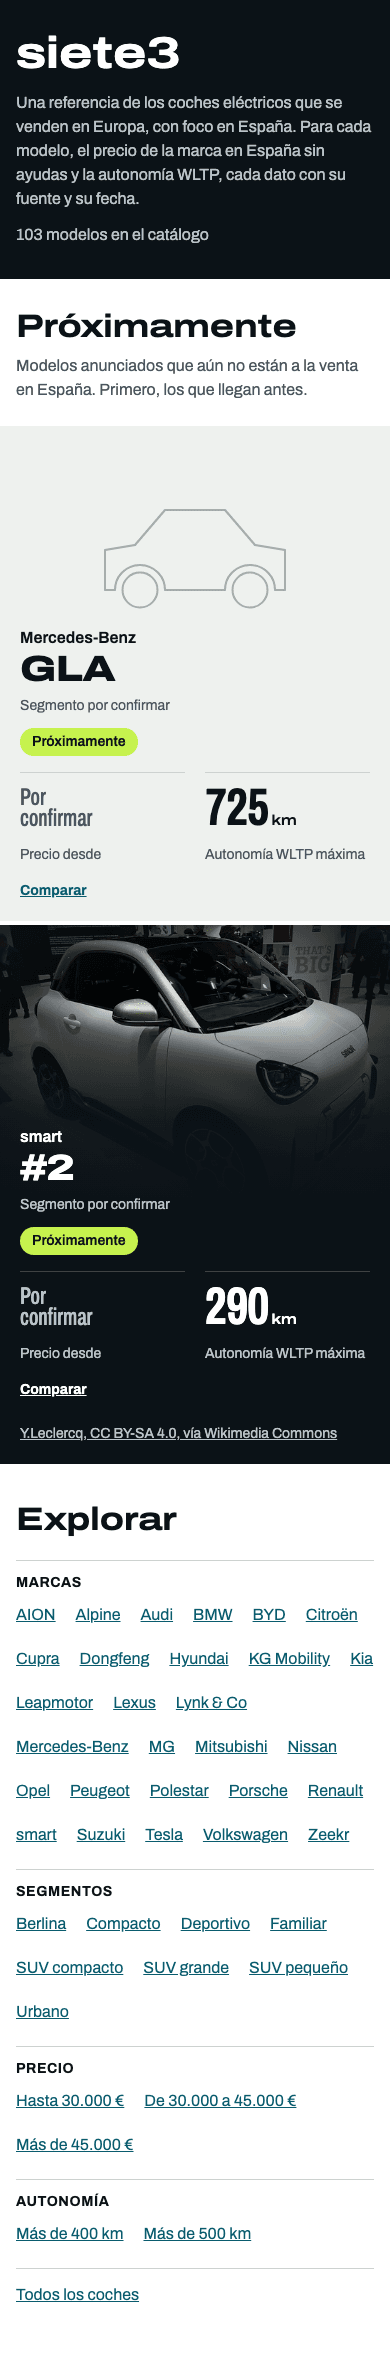 siete3
Una referencia de los coches eléctricos que se
venden en Europa, con foco en España. Para cada
modelo, el precio de la marca en España sin
ayudas y la autonomía WLTP, cada dato con su
fuente y su fecha.
103 modelos en el catálogo
Próximamente
Modelos anunciados que aún no están a la venta
en España. Primero, los que llegan antes.
Mercedes-Benz
GLA
Segmento por confirmar
Próximamente
Por
confirmar
Precio desde
725 km
Autonomía WLTP máxima
Comparar
THAT'S
BIG
smart
smart
#2
Segmento por confirmar
Próximamente
Por
confirmar
Precio desde
290 km
Autonomía WLTP máxima
Comparar
Y.Leclercq, CC BY-SA 4.0, vía Wikimedia Commons
Explorar
MARCAS
AION Alpine Audi BMW BYD Citroën
Cupra Dongfeng Hyundai KG Mobility Kia
Leapmotor Lexus Lynk & Co
Mercedes-Benz MG Mitsubishi Nissan
Opel Peugeot Polestar Porsche Renault
smart Suzuki Tesla Volkswagen Zeekr
SEGMENTOS
Berlina Compacto Deportivo Familiar
SUV compacto SUV grande SUV pequeño
Urbano
PRECIO
Hasta 30.000 € De 30.000 a 45.000 €
Más de 45.000 €
AUTONOMÍA
Más de 400 km Más de 500 km
Todos los coches